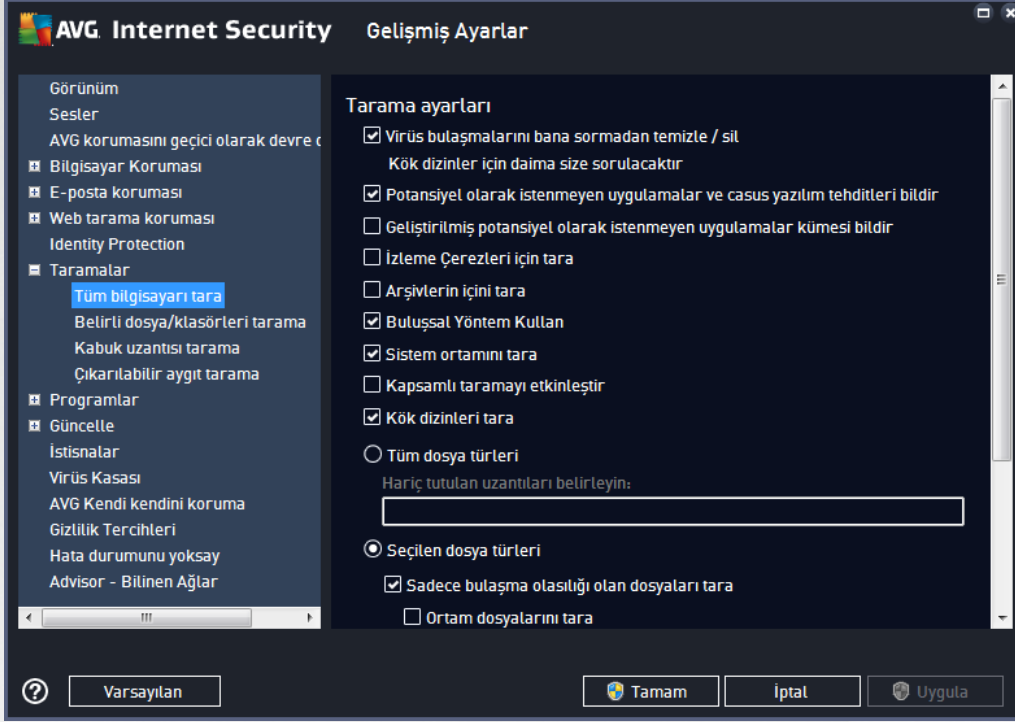 AVG. Internet Security Gelişmiş Ayarlar
Görünüm
Sesler
AVG korumasını geçici olarak devre
Bilgisayar Koruması
E-posta koruması
Web tarama koruması
Identity Protection
Taramalar
Tüm bilgisayarı tara
Belirli dosya/klasörleri tarama
Kabuk uzantısı tarama
Çıkarılabilir aygıt tarama
Programlar
Güncelle
İstisnalar
Virüs Kasası
AVG Kendi kendini koruma
Gizlilik Tercihleri
Hata durumunu yoksay
Advisor - Bilinen Ağlar
Tarama ayarları
Virüs bulaşmalarını bana sormadan temizle / sil
Kök dizinler için daima size sorulacaktır
Potansiyel olarak istenmeyen uygulamalar ve casus yazılım tehditleri bildir
Geliştirilmiş potansiyel olarak istenmeyen uygulamalar kümesi bildir
İzleme Çerezleri için tara
Arşivlerin içini tara
Buluşsal Yöntem Kullan
Sistem ortamını tara
Kapsamlı taramayı etkinleştir
Kök dizinleri tara
Tüm dosya türleri
Hariç tutulan uzantıları belirleyin:
Seçilen dosya türleri
Sadece bulaşma olasılığı olan dosyaları tara
Ortam dosyalarını tara
Varsayılan
Tamam
İptal
Uygula